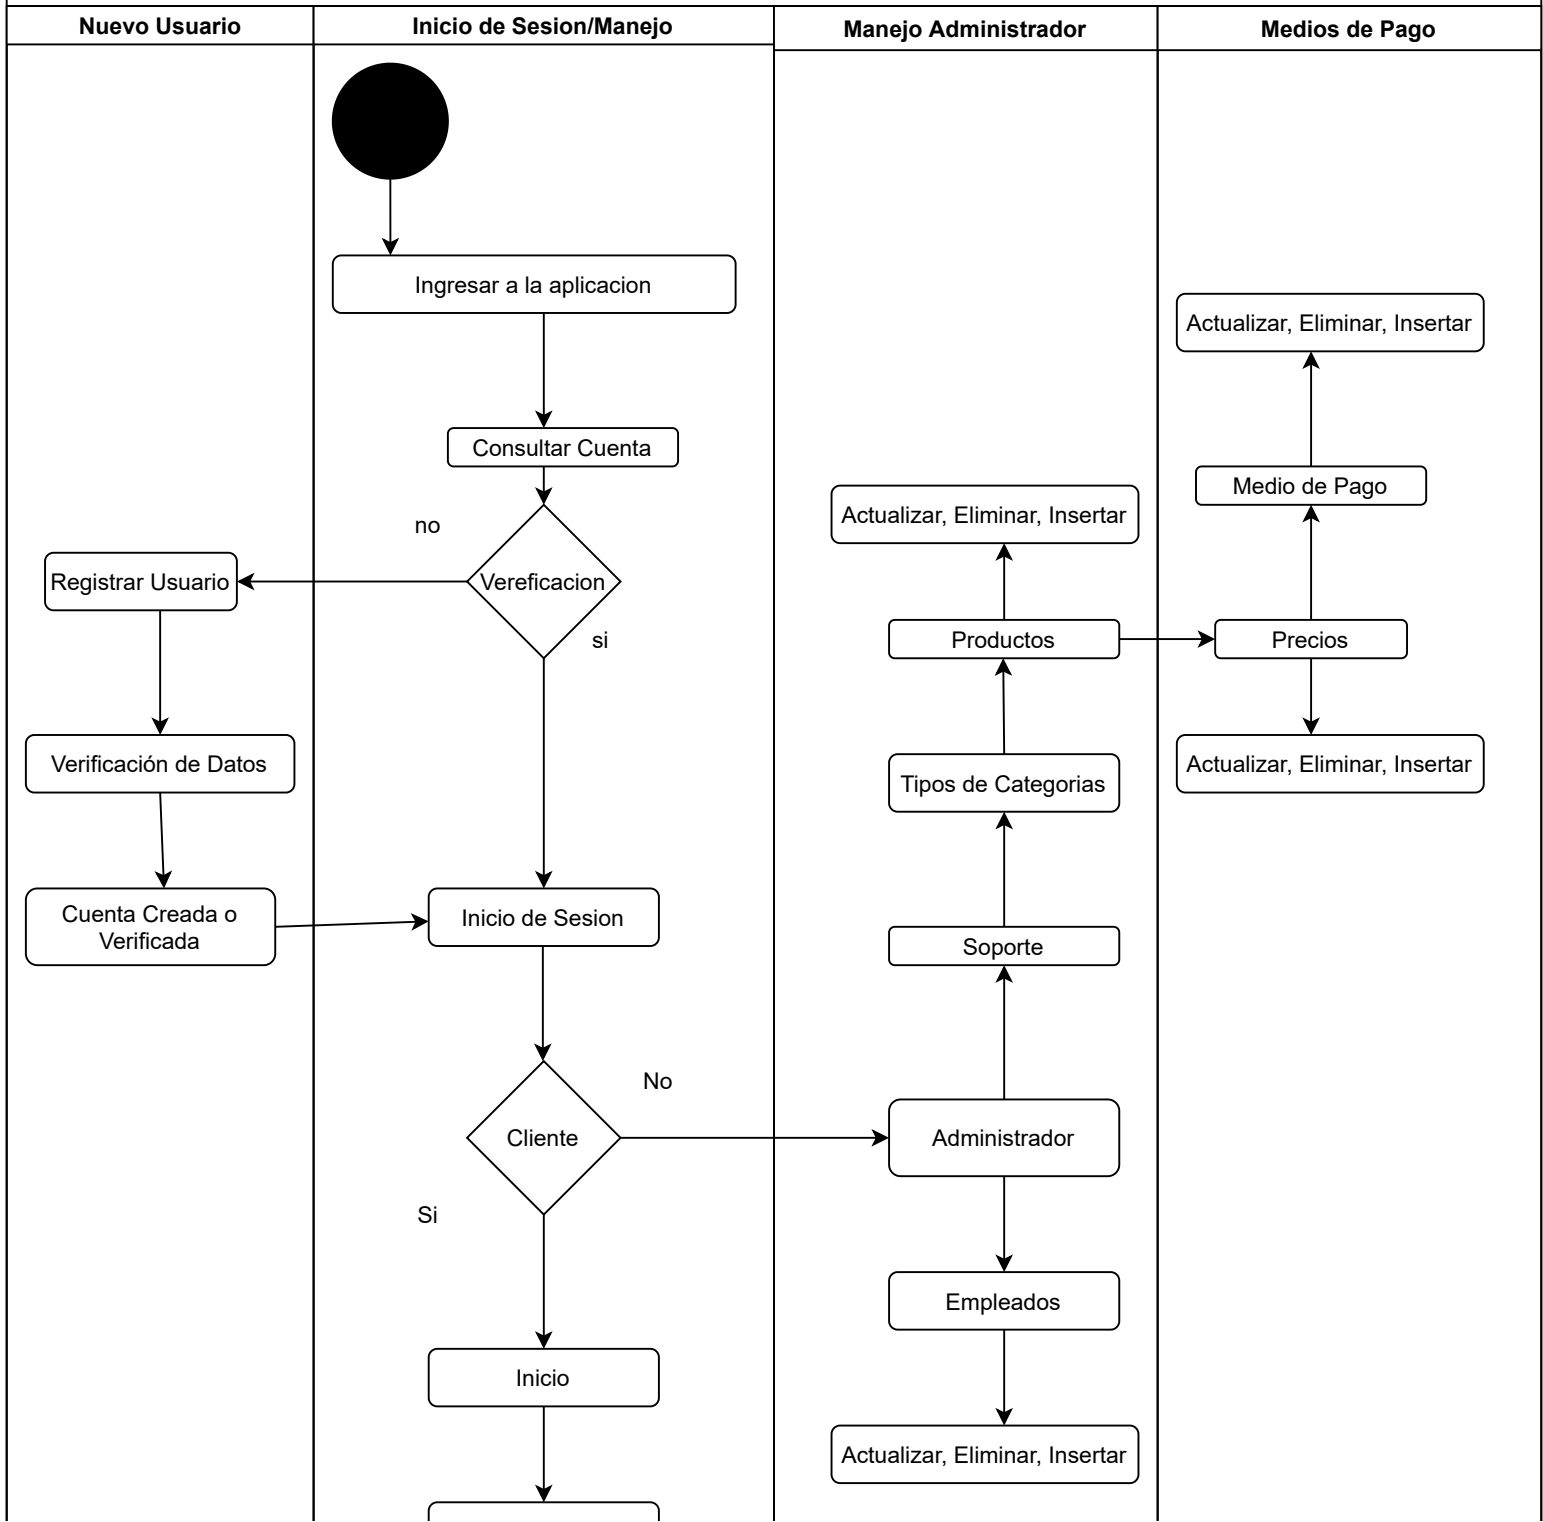 Nuevo Usuario
Inicio de Sesion/Manejo
Manejo Administrador
Medios de Pago
Ingresar a la aplicacion
Actualizar, Eliminar, Insertar
Consultar Cuenta
Medio de Pago
Actualizar, Eliminar, Insertar
no
Registrar Usuario
Vereficacion
si
Productos
Precios
Verificación de Datos
Tipos de Categorias
Actualizar, Eliminar, Insertar
Cuenta Creada o
Verificada
Inicio de Sesion
Soporte
No
Cliente
Administrador
Si
Empleados
Inicio
Actualizar, Eliminar, Insertar